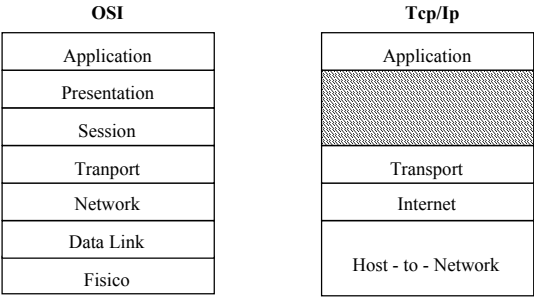 OSI
Application
Presentation
Session
Tranport
Network
Data Link
Fisico
Tcp/Ip
Application
Transport
Internet
Host - to - Network